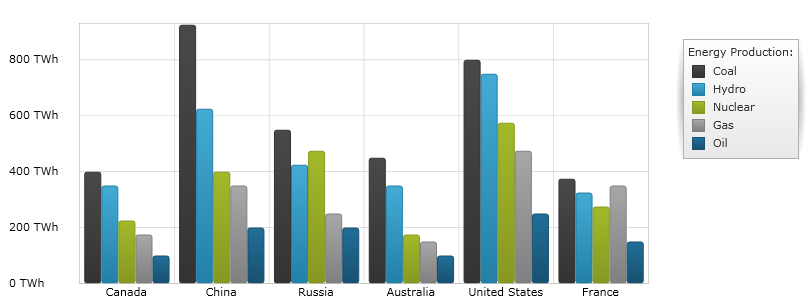 800 TWh
600 TWh
400 TWh
200 TWh
0 TWh
Canada China Russia Australia United States France
Energy Production:
Coal
Hydro
Nuclear
Gas
Oil